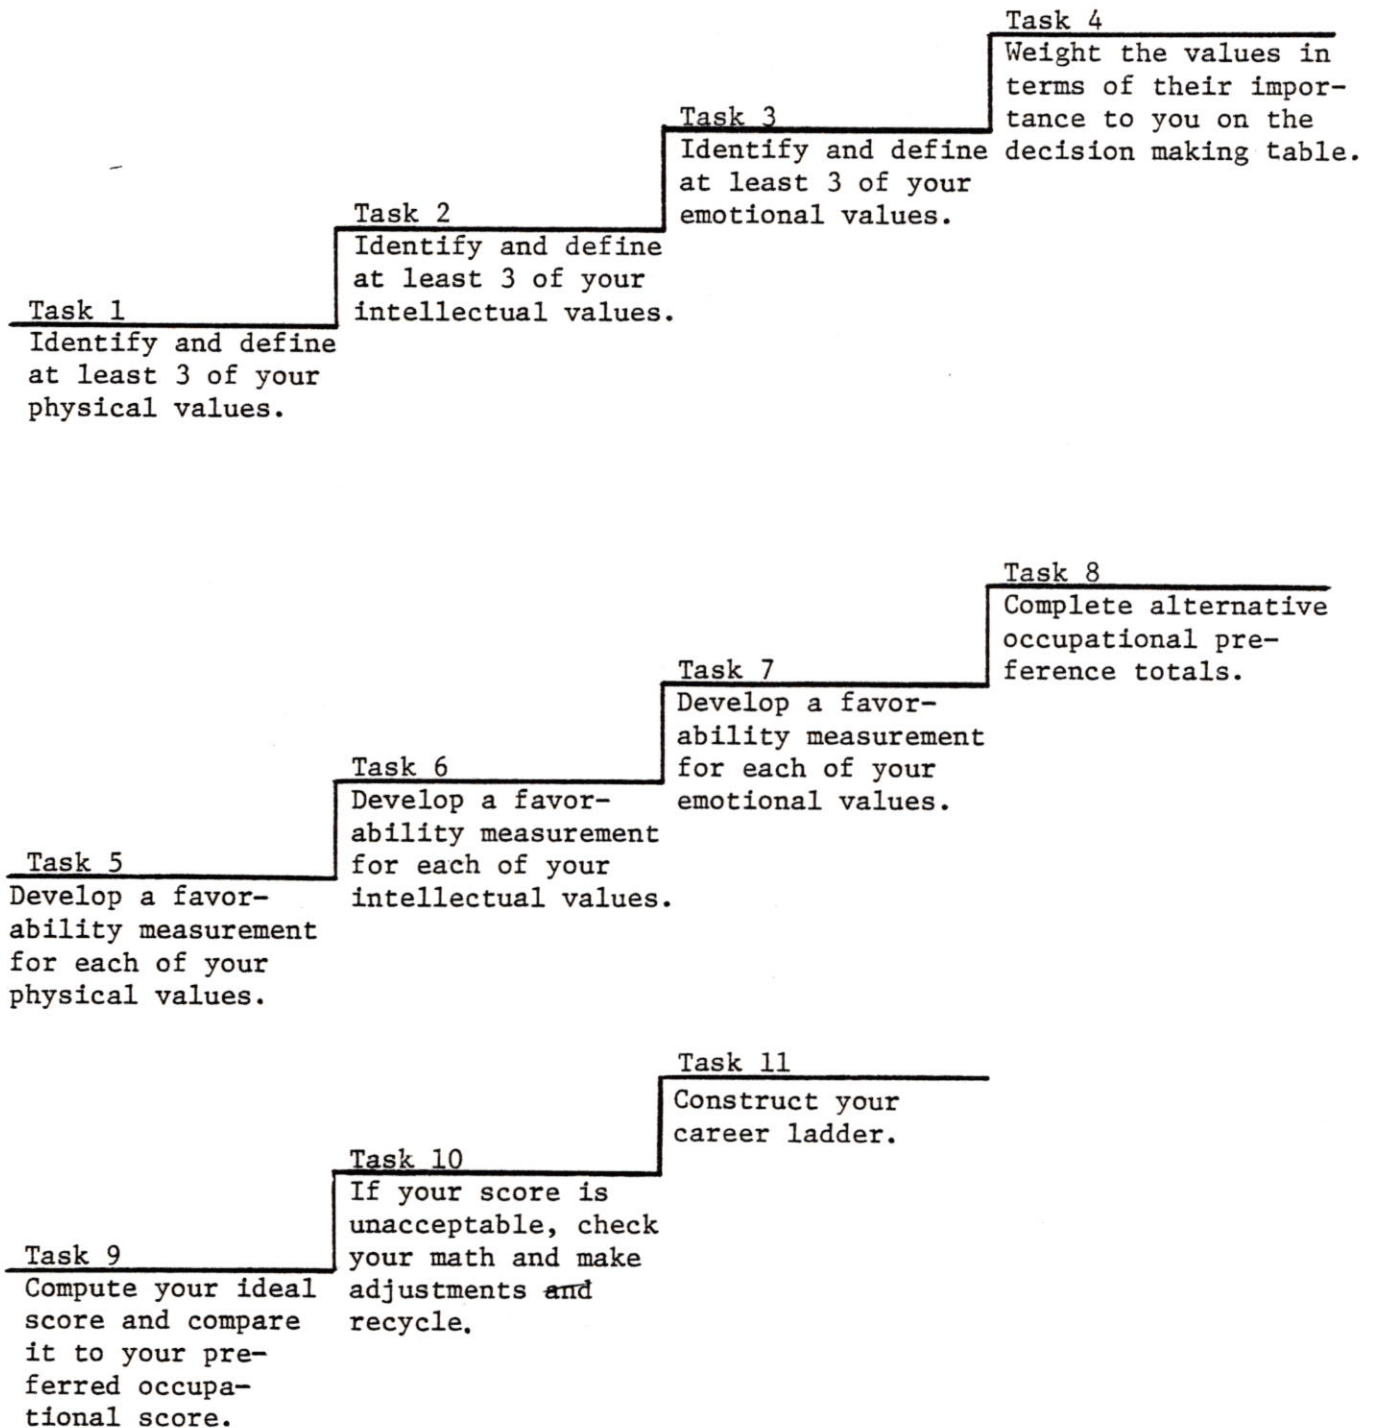 Task 1
Identify and define
at least 3 of your
physical values.
Task 2
Identify and define
at least 3 of your
intellectual values.
Task 3
Identify and define
at least 3 of your
emotional values.
Task 4
Weight the values in
terms of their impor-
tance to you on the
decision making table.
Task 5
Develop a favor-
ability measurement
for each of your
physical values.
Task 6
Develop a favor-
ability measurement
for each of your
intellectual values.
Task 7
Develop a favor-
ability measurement
for each of your
emotional values.
Task 8
Complete alternative
occupational pre-
ference totals.
Task 9
Compute your ideal
score and compare
it to your pre-
ferred occupa-
tional score.
Task 10
If your score is
unacceptable, check
your math and make
adjustments and
recycle.
Task 11
Construct your
career ladder.